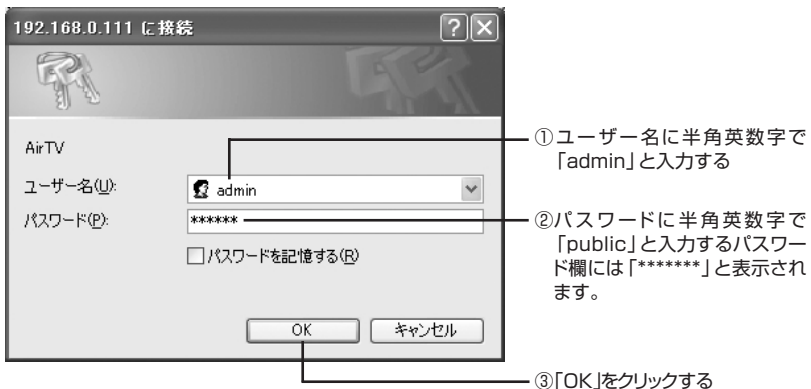 192.168.0.111 に接続
AirTV
ユーザー名(U):
admin
パスワード(P):
******
パスワードを記憶する(R)
OK
キャンセル
①ユーザー名に半角英数字で
「admin」と入力する
②パスワードに半角英数字で
「public」と入力するパスワー
ド欄には「*******」と表示され
ます。
③「OK」をクリックする